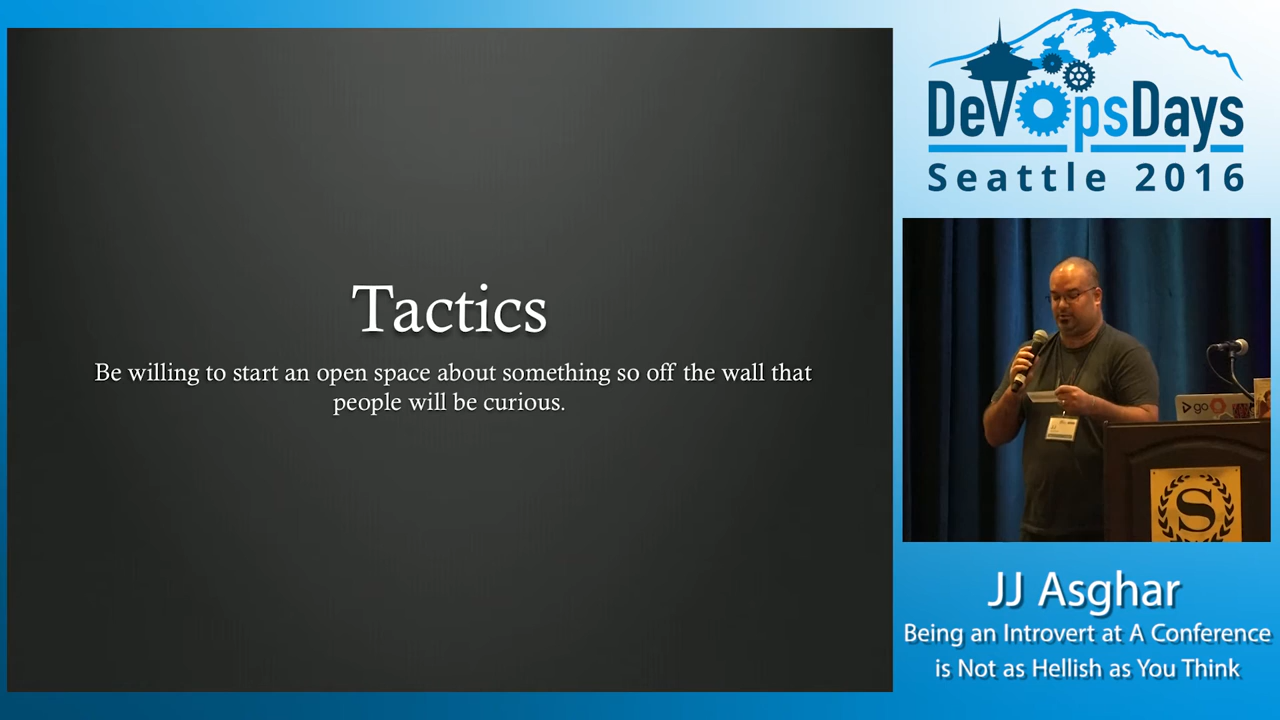 Tactics
Be willing to start an open space about something so off the wall that
people will be curious.
DevOpsDays
Seattle 2016
go
S
JJ Asghar
Being an Introvert at A Conference
is Not as Hellish as You Think